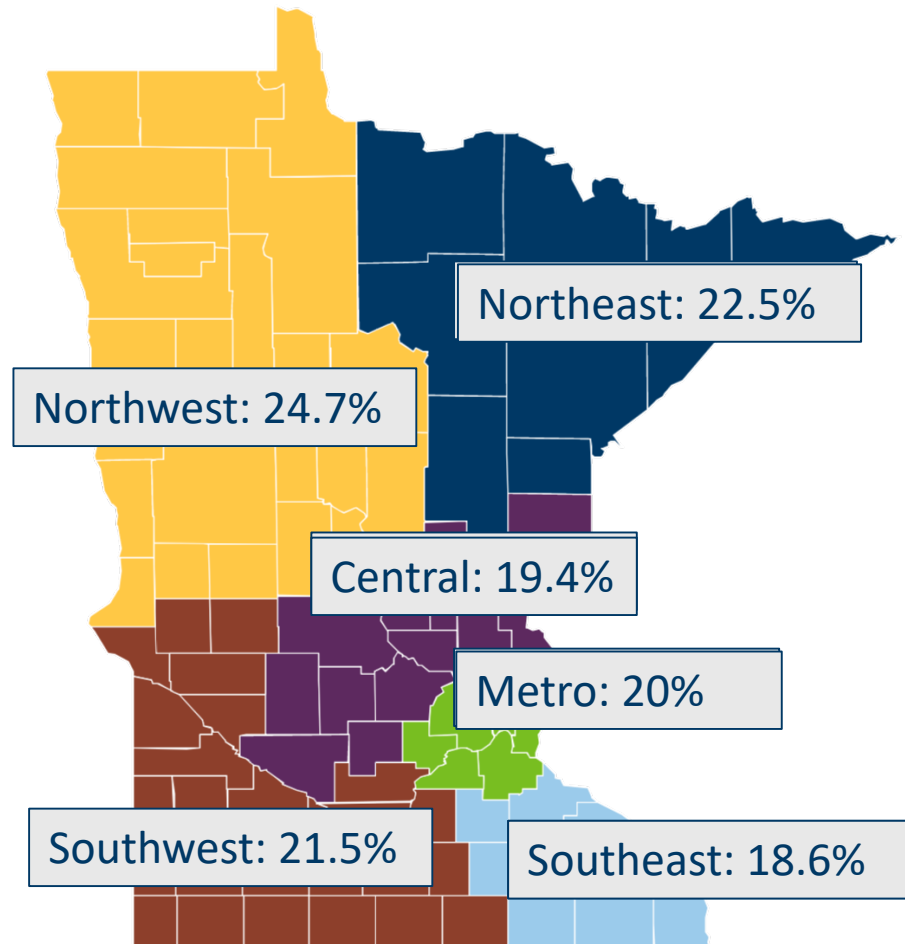 Northeast: 22.5%
Northwest: 24.7%
Central: 19.4%
Metro: 20%
Southwest: 21.5%
Southeast: 18.6%